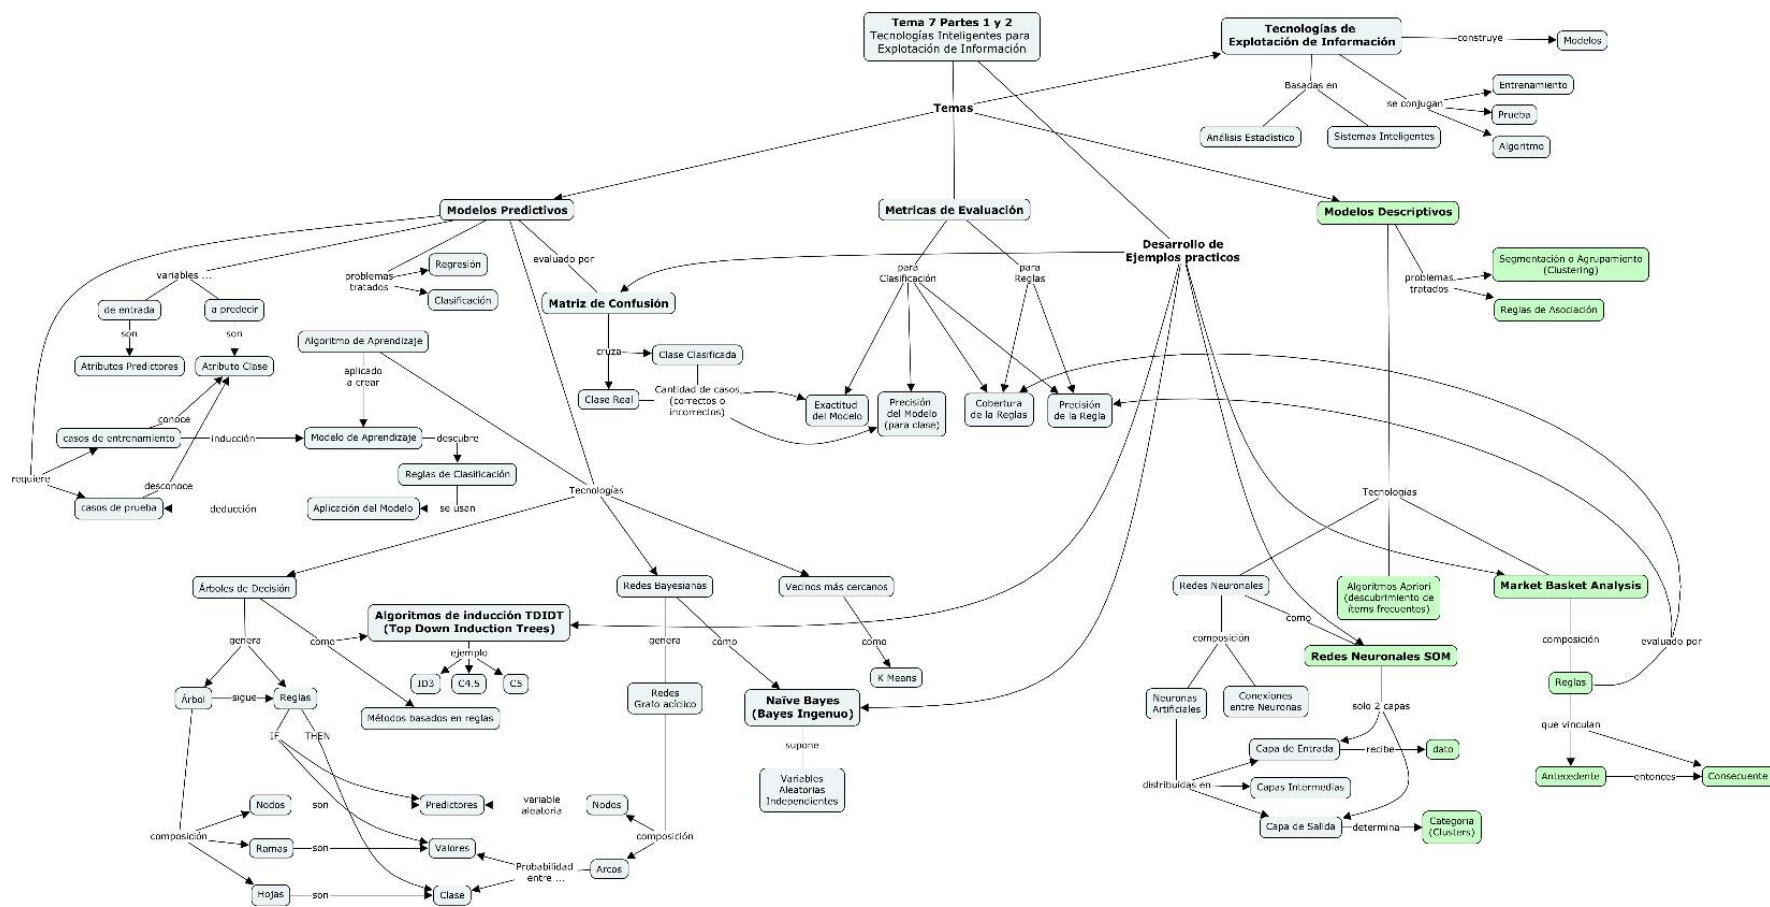 Tema 7 Partes 1 y 2
Tecnologías Inteligentes para
Explotación de Información
Tecnologías de
Explotación de Información
construye
Modelos
Basadas en
Análisis Estadístico
Sistemas Inteligentes
se conjugan
Entrenamiento
Prueba
Algoritmo
Temas
Modelos Predictivos
Metricas de Evaluación
Modelos Descriptivos
Desarrollo de
Ejemplos practicos
variables ...
de entrada
a predecir
son
son
Atributos Predictores
Atributo Clase
problemas
tratados
Regresión
Clasificación
evaluado por
Matriz de Confusión
cruza
Clase Clasificada
Clase Real
Cantidad de casos
(correctos o
incorrectos)
para
Clasificación
para
Reglas
Exactitud
del Modelo
Precisión
del Modelo
(para clase)
Cobertura
de la Reglas
Precisión
de la Regla
problemas
tratados
Segmentación o Agrupamiento
(Clustering)
Reglas de Asociación
Algoritmo de Aprendizaje
aplicado
a crear
conoce
casos de entrenamiento
inducción
Modelo de Aprendizaje
descubre
Reglas de Clasificación
requiere
desconoce
casos de prueba
deducción
Aplicación del Modelo
se usan
Tecnologías
Tecnologías
Árboles de Decisión
Redes Bayesianas
Vecinos más cercanos
Redes Neuronales
Algoritmos Apriori
(descubrimiento de
ítems frecuentes)
Market Basket Analysis
Algoritmos de inducción TDIDT
(Top Down Induction Trees)
genera
como
ejemplo
ID3
C4.5
C5
genera
como
como
K Means
composición
como
Redes Neuronales SOM
composición
evaluado por
Árbol
sigue
Reglas
Métodos basados en reglas
Redes
Grafo acíclico
Naïve Bayes
(Bayes Ingenuo)
Neuronas
Artificiales
Conexiones
entre Neuronas
Reglas
solo 2 capas
que vinculan
IF
THEN
supone
Variables
Aleatorias
Independientes
Capa de Entrada
recibe
dato
distribuidas en
Capas Intermedias
Antecedente
entonces
Consecuente
Nodos
son
Predictores
variable
aleatoria
Nodos
composición
composición
Ramas
son
Valores
Probabilidad
entre ...
Arcos
Capa de Salida
determina
Categoria
(Clusters)
Hojas
son
Clase